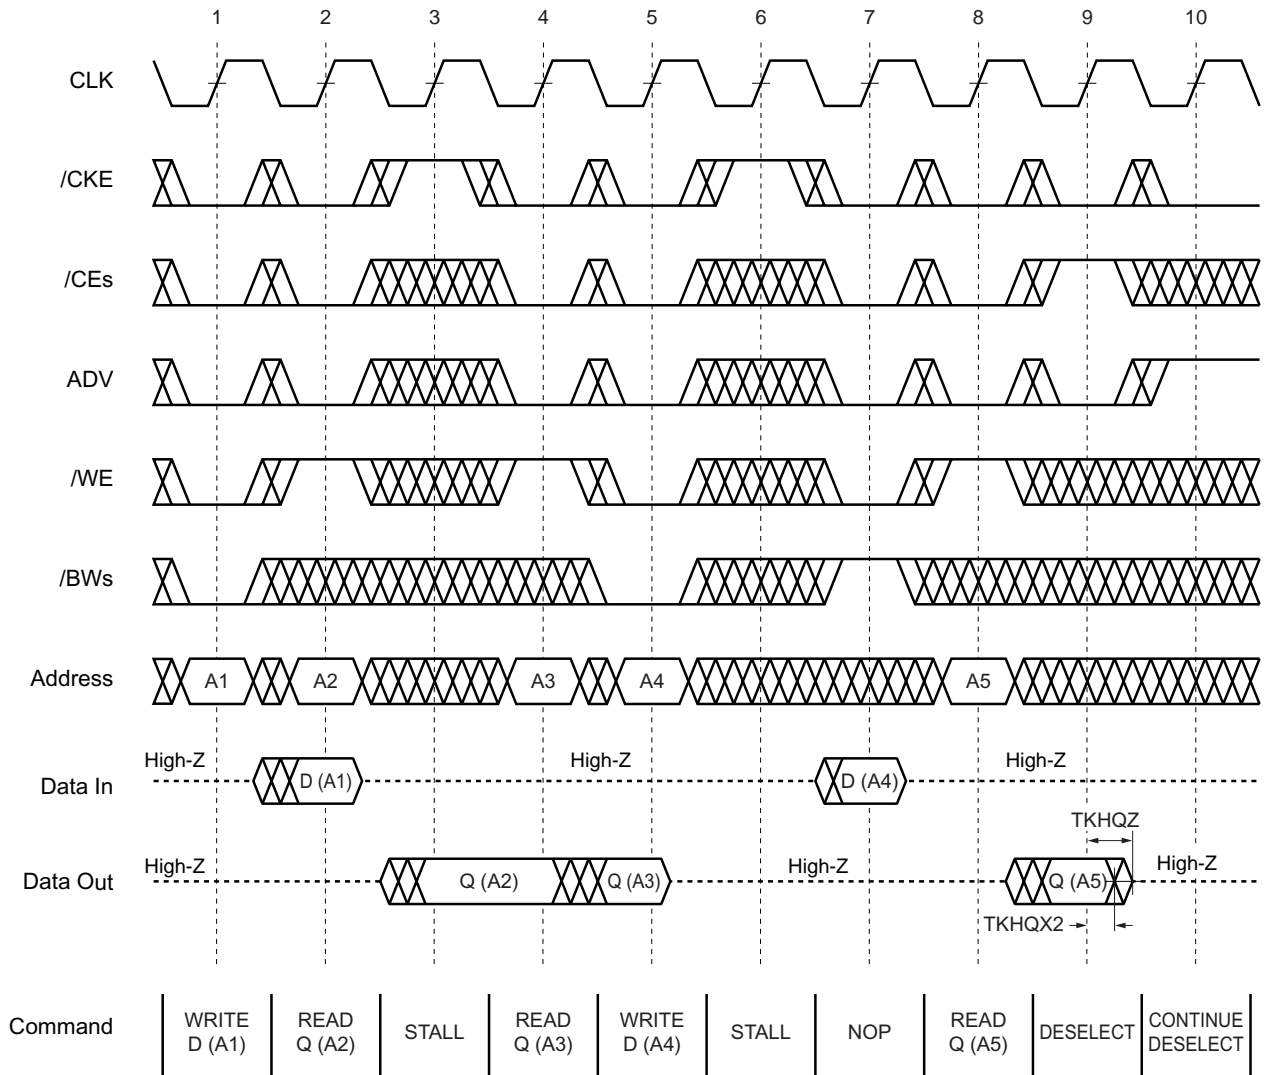 1 2 3 4 5 6 7 8 9 10
CLK
/CKE
/CEs
ADV
/WE
/BWs
Address A1 A2 A3 A4 A5
High-Z High-Z High-Z
Data In D (A1) D (A4)
TKHQZ
High-Z High-Z High-Z
Data Out Q (A2) Q (A3) Q (A5)
TKHQX2
Command
WRITE D (A1)
READ Q (A2)
STALL
READ Q (A3)
WRITE D (A4)
STALL
NOP
READ Q (A5)
DESELECT
CONTINUE DESELECT